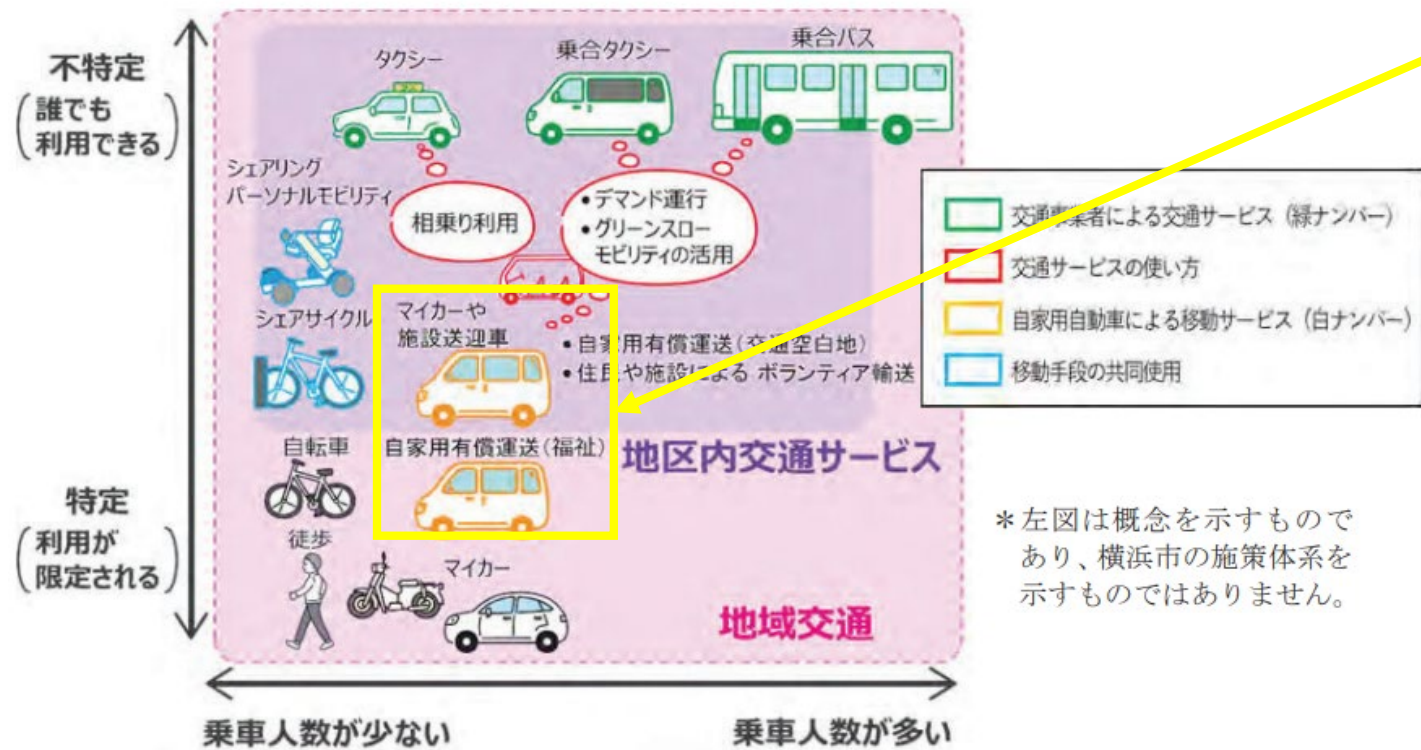 不特定
誰でも
利用できる
タクシー
乗合タクシー
乗合バス
シェアリング
パーソナルモビリティ
相乗り利用
•デマンド運行
•グリーンスロー
モビリティの活用
シェアサイクル
マイカーや
施設送迎車
•自家用有償運送(交通空白地)
•住民や施設による ボランティア輸送
自転車
自家用有償運送(福祉)
地区内交通サービス
特定
利用が
限定される
徒歩
マイカー
地域交通
乗車人数が少ない
乗車人数が多い
交通事業者による交通サービス（緑ナンバー）
交通サービスの使い方
自家用自動車による移動サービス（白ナンバー）
移動手段の共同使用
＊左図は概念を示すもので
あり、横浜市の施策体系を
示すものではありません。